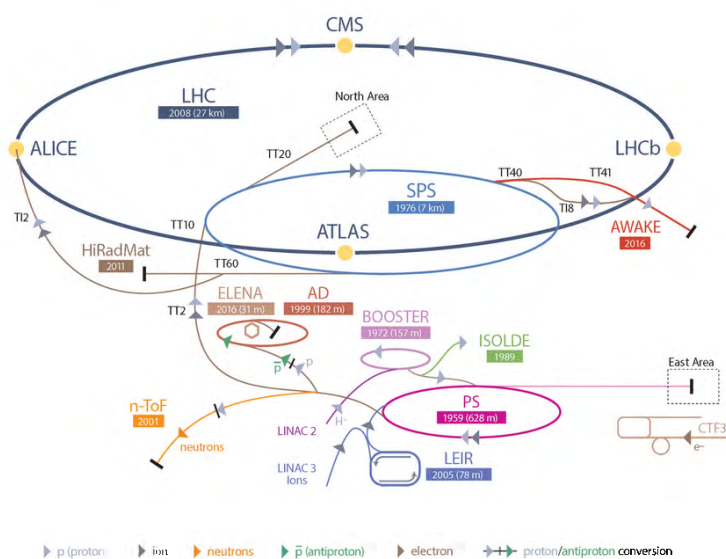 CMS
LHC
2008 (27 km)
North Area
ALICE
LHCb
TT20
TT40
TT41
SPS
1976 (7 km)
TI8
TI2
TT10
ATLAS
AWAKE
2016
HiRadMat
2011
TT60
TT2
ELENA
2016 (31 m)
AD
1999 (182 m)
BOOSTER
1972 (157 m)
ISOLDE
1989
p̅
p
East Area
n-ToF
2001
PS
1959 (628 m)
H⁻
LINAC 2
neutrons
CTF3
e⁻
LINAC 3
Ions
LEIR
2005 (78 m)
p (proton)
ion
neutrons
p̅ (antiproton)
electron
proton/antiproton conversion